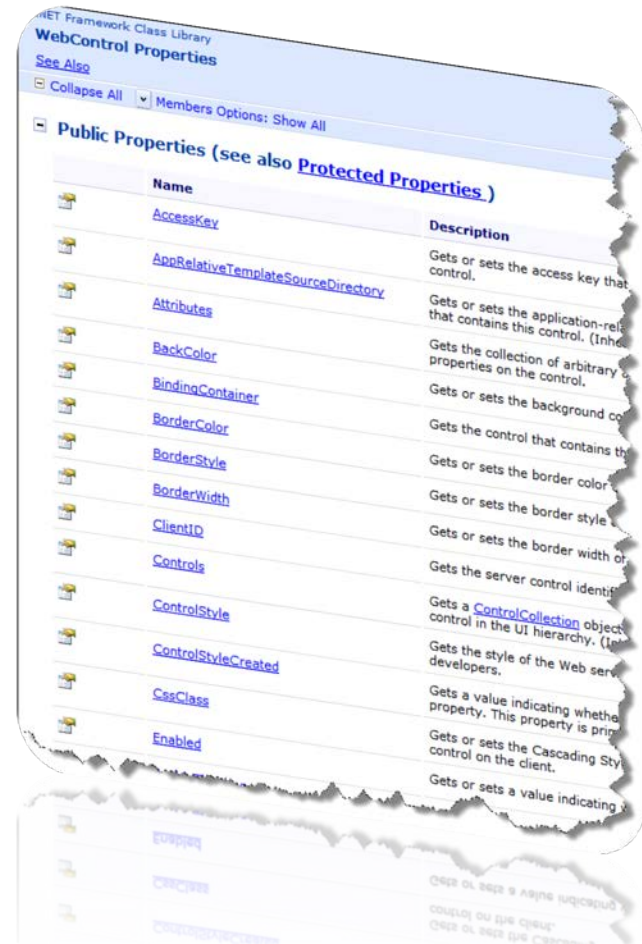 .NET Framework Class Library
WebControl Properties
See Also
Collapse All Members Options: Show All
Public Properties (see also Protected Properties )
Name Description
AccessKey Gets or sets the access key that
control.
AppRelativeTemplateSourceDirectory Gets or sets the application-rel
that contains this control. (Inhe
Attributes Gets the collection of arbitrary
properties on the control.
BackColor Gets or sets the background co
BindingContainer Gets the control that contains th
BorderColor Gets or sets the border color
BorderStyle Gets or sets the border style
BorderWidth Gets or sets the border width of
ClientID Gets the server control identif
Controls Gets a ControlCollection object
control in the UI hierarchy. (Inh
ControlStyle Gets the style of the Web serv
developers.
ControlStyleCreated Gets a value indicating whethe
property. This property is prim
CssClass Gets or sets the Cascading Sty
control on the client.
Enabled Gets or sets a value indicating